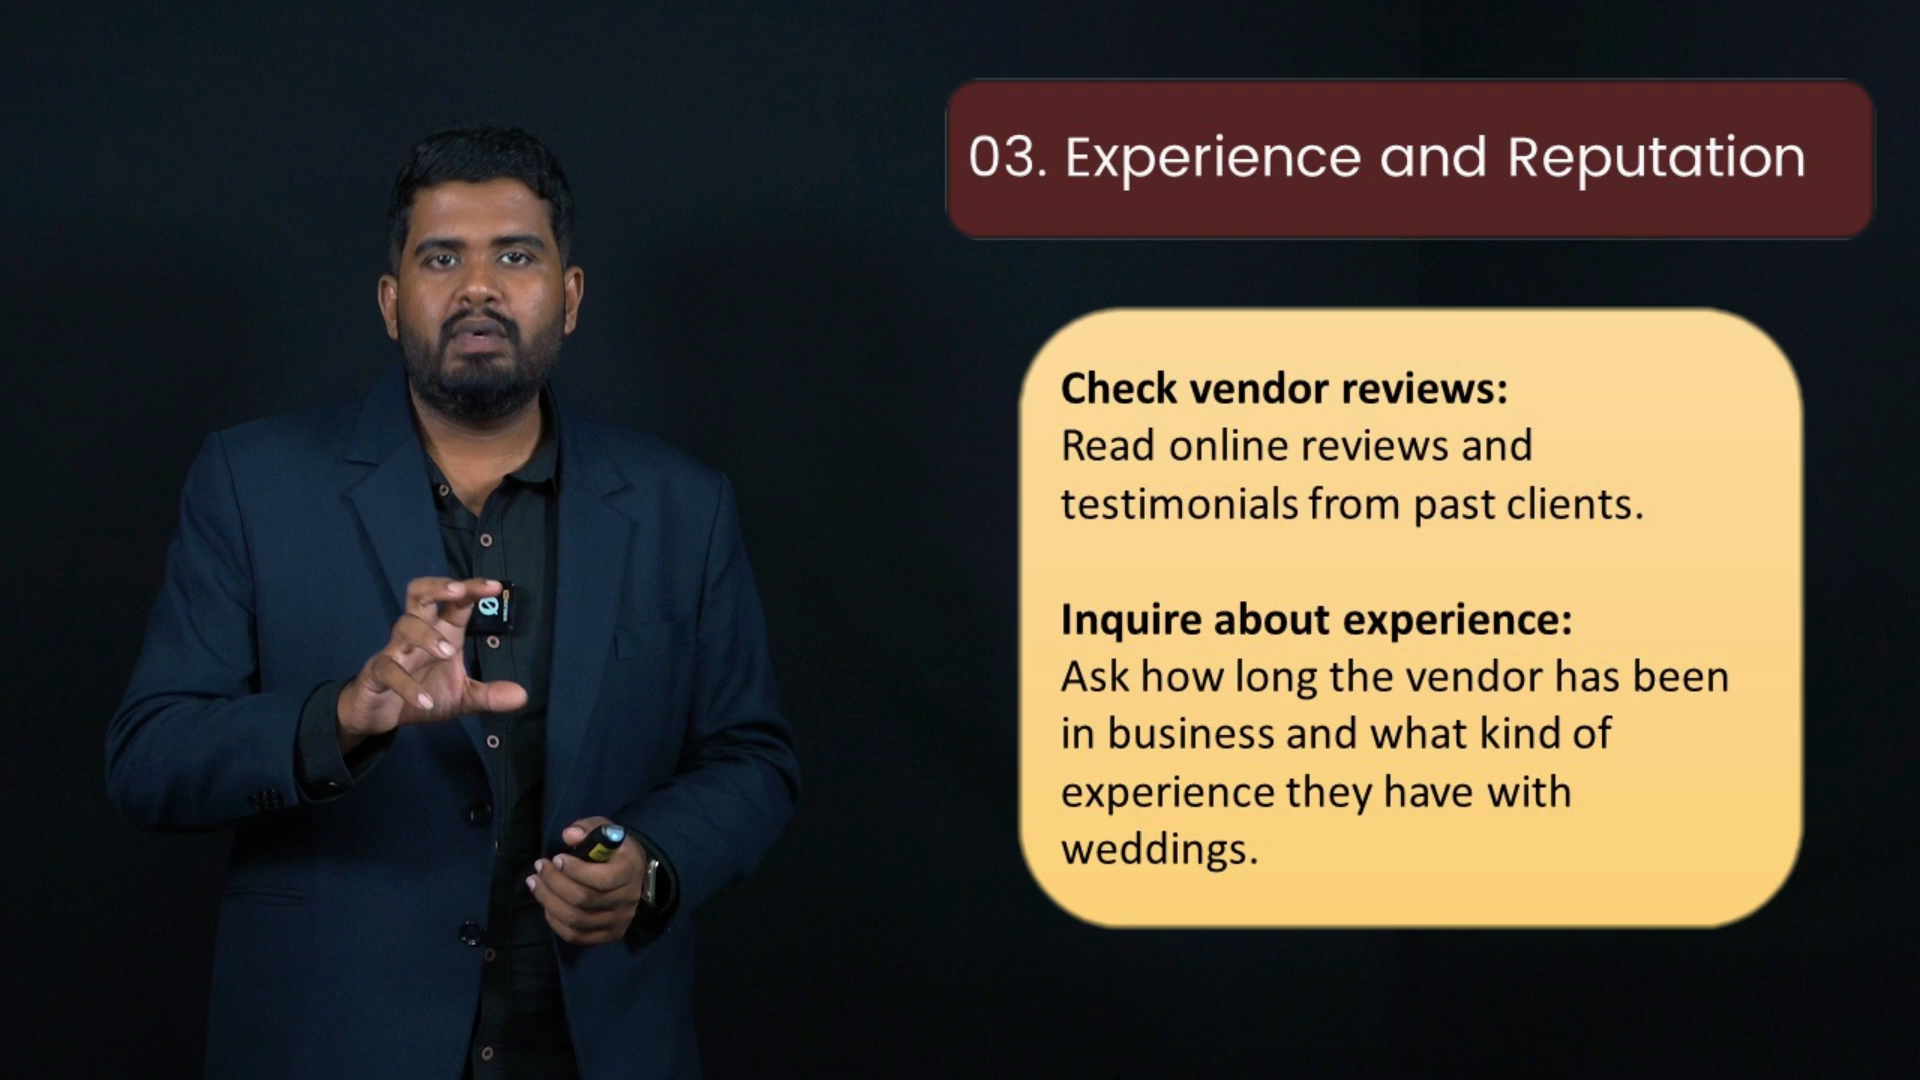 03. Experience and Reputation
Check vendor reviews:
Read online reviews and
testimonials from past clients.
Inquire about experience:
Ask how long the vendor has been
in business and what kind of
experience they have with
weddings.